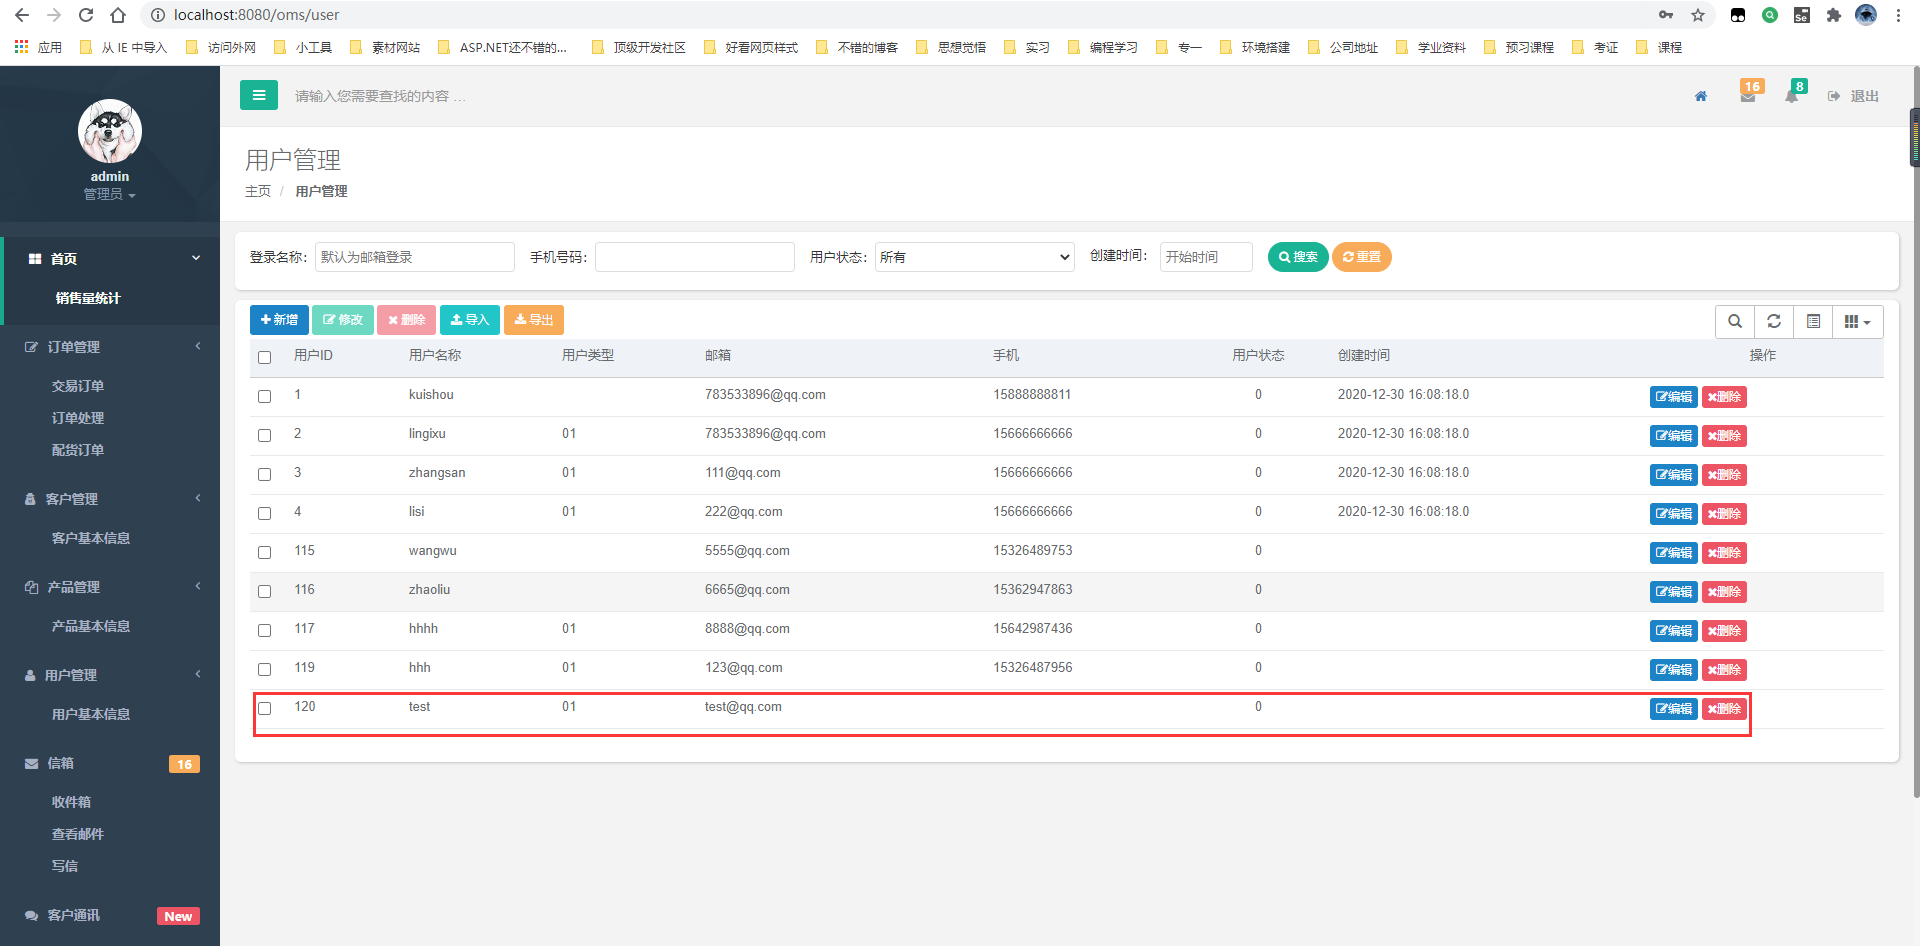 localhost:8080/oms/user
应用 从 IE 中导入 访问外网 小工具 素材网站 ASP.NET还不错的... 顶级开发社区 好看网页样式 不错的博客 思想觉悟 实习 编程学习 专一 环境搭建 公司地址 学业资料 预习课程 考证 课程
admin
管理员
首页
销售量统计
订单管理
交易订单
订单处理
配货订单
客户管理
客户基本信息
产品管理
产品基本信息
用户管理
用户基本信息
信箱 16
收件箱
查看邮件
写信
客户通讯 New
请输入您需要查找的内容 …
16 8 退出
用户管理
主页 / 用户管理
登录名称: 默认为邮箱登录 手机号码: 用户状态: 所有 创建时间: 开始时间 搜索 重置
新增 修改 删除 导入 导出
用户ID 用户名称 用户类型 邮箱 手机 用户状态 创建时间 操作
1 kuishou 783533896@qq.com 15888888811 0 2020-12-30 16:08:18.0 编辑 删除
2 lingixu 01 783533896@qq.com 15666666666 0 2020-12-30 16:08:18.0 编辑 删除
3 zhangsan 01 111@qq.com 15666666666 0 2020-12-30 16:08:18.0 编辑 删除
4 lisi 01 222@qq.com 15666666666 0 2020-12-30 16:08:18.0 编辑 删除
115 wangwu 5555@qq.com 15326489753 0 编辑 删除
116 zhaoliu 6665@qq.com 15362947863 0 编辑 删除
117 hhhh 01 8888@qq.com 15642987436 0 编辑 删除
119 hhh 01 123@qq.com 15326487956 0 编辑 删除
120 test 01 test@qq.com 0 编辑 删除